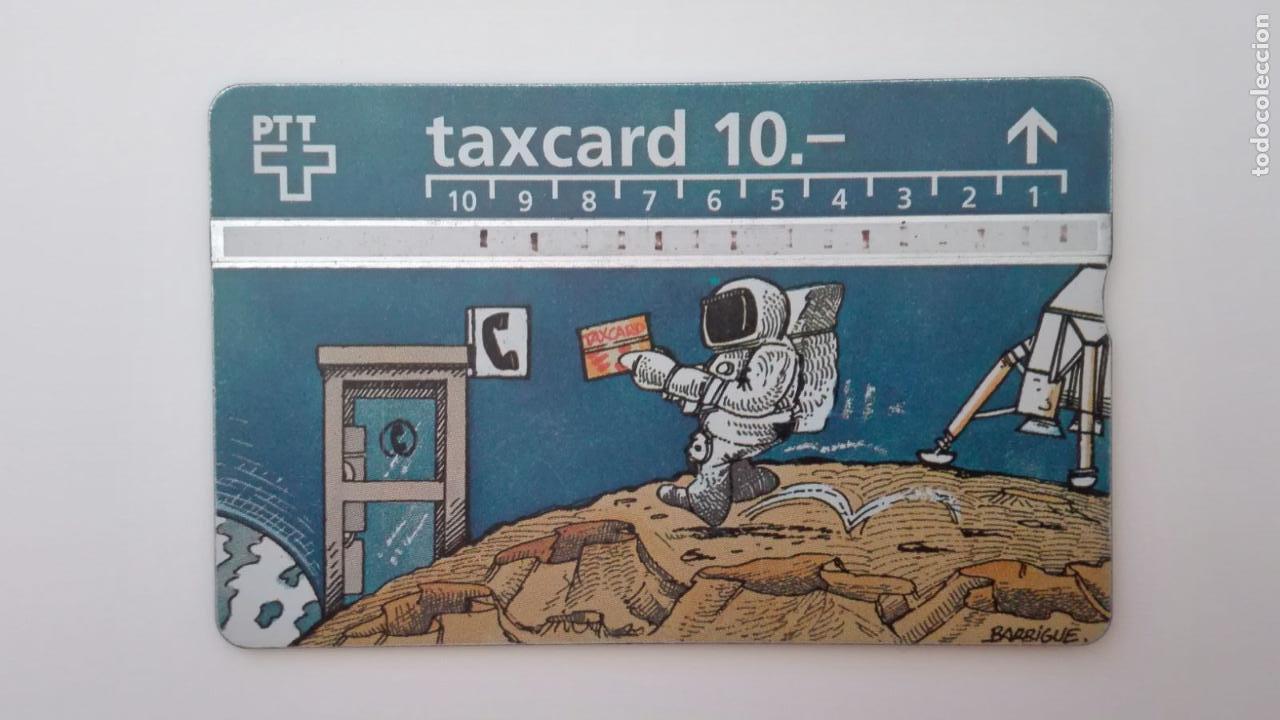 PTT
taxcard 10.–
10 9 8 7 6 5 4 3 2 1
TAXCARD
BARRIGUE.
todocoleccion